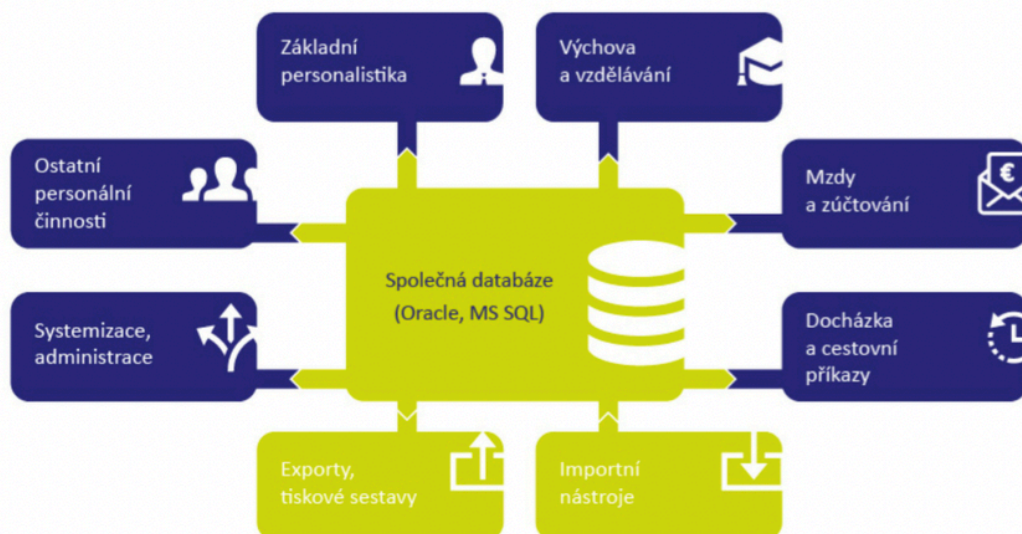 Základní
personalistika
Výchova
a vzdělávání
Ostatní
personální
činnosti
Mzdy
a zúčtování
Společná databáze
(Oracle, MS SQL)
Systemizace,
administrace
Docházka
a cestovní
příkazy
Exporty,
tiskové sestavy
Importní
nástroje
€